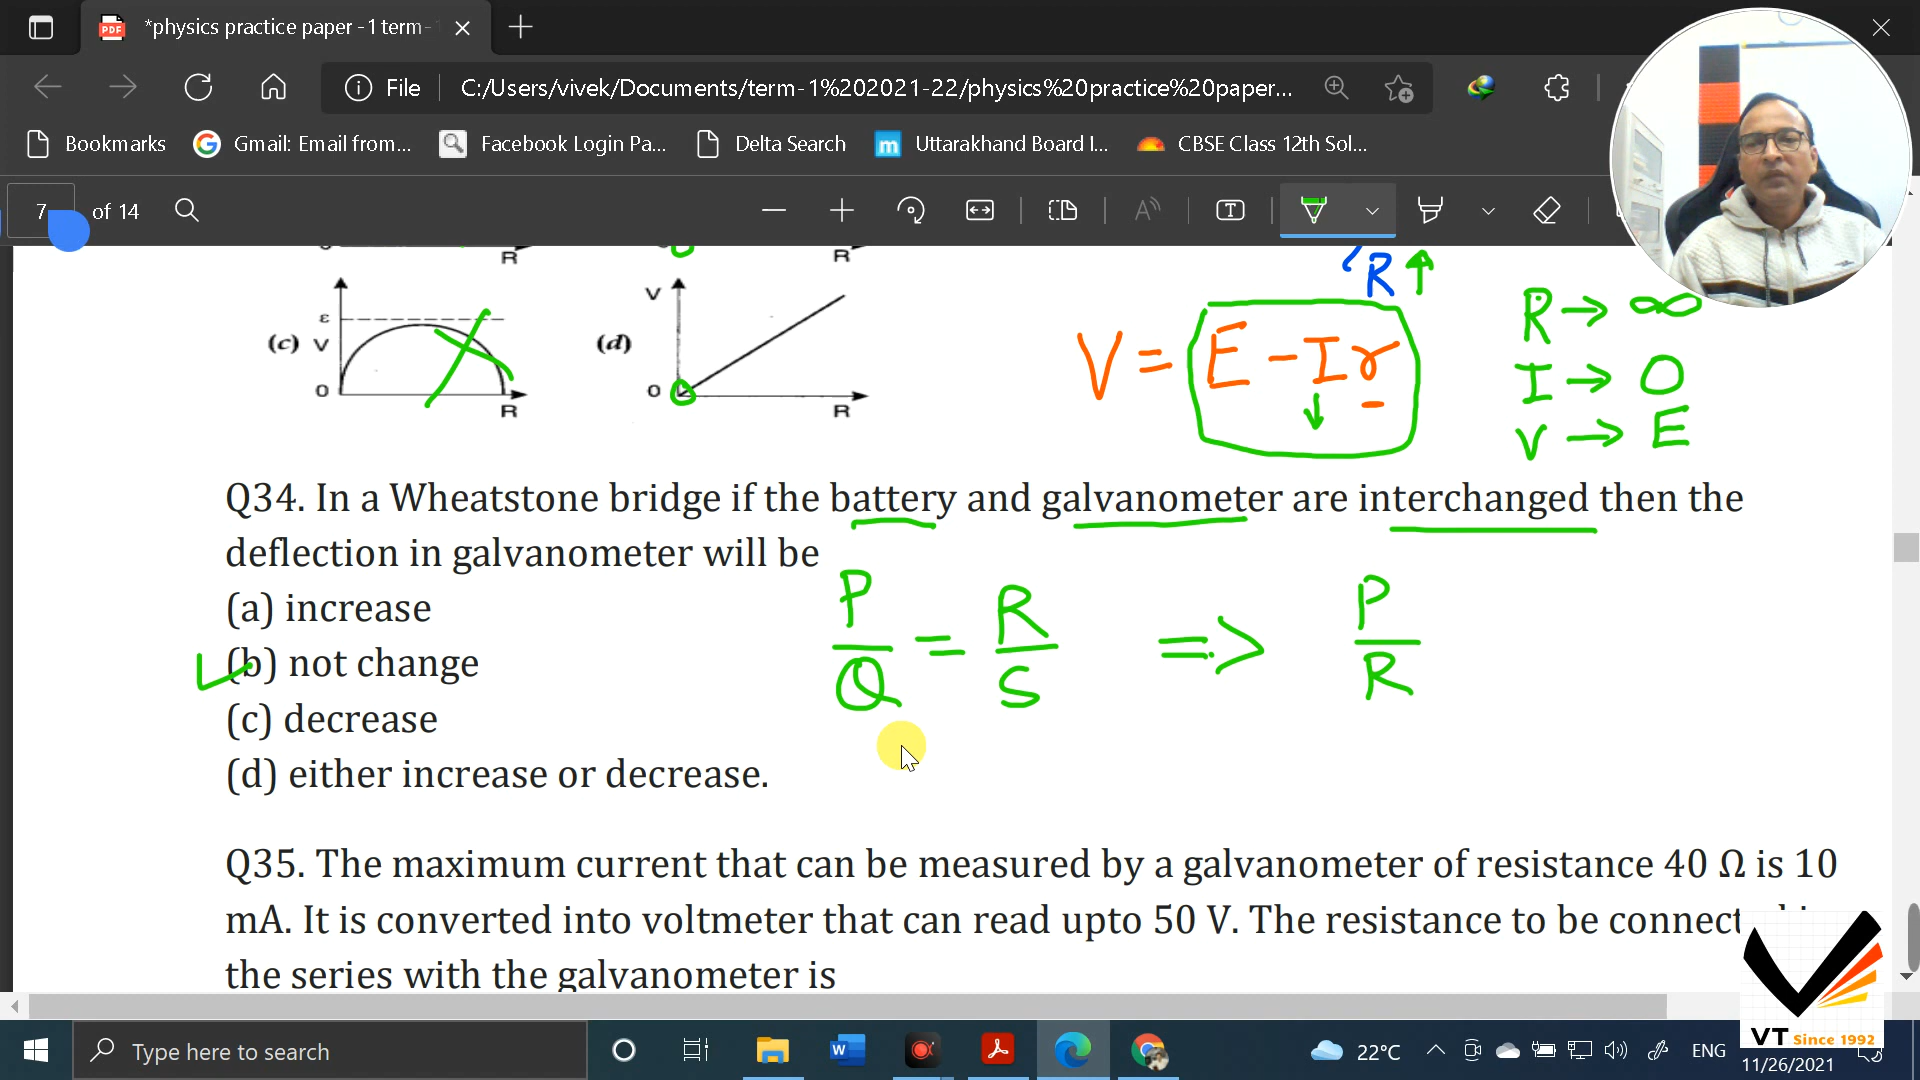 *physics practice paper -1 term-1
File C:/Users/vivek/Documents/term-1%202021-22/physics%20practice%20paper...
Bookmarks Gmail: Email from... Facebook Login Pa... Delta Search Uttarakhand Board I... CBSE Class 12th Sol...
7 of 14
R R
R
(c) ε V 0 R
(d) V 0 R
V = E - Ir
R → ∞
I → 0
V → E
Q34. In a Wheatstone bridge if the battery and galvanometer are interchanged then the
deflection in galvanometer will be
(a) increase
(b) not change
(c) decrease
(d) either increase or decrease.
P/Q = R/S => P/R
Q35. The maximum current that can be measured by a galvanometer of resistance 40 Ω is 10
mA. It is converted into voltmeter that can read upto 50 V. The resistance to be connect
the series with the galvanometer is
VT Since 1992
Type here to search
22°C ENG
11/26/2021